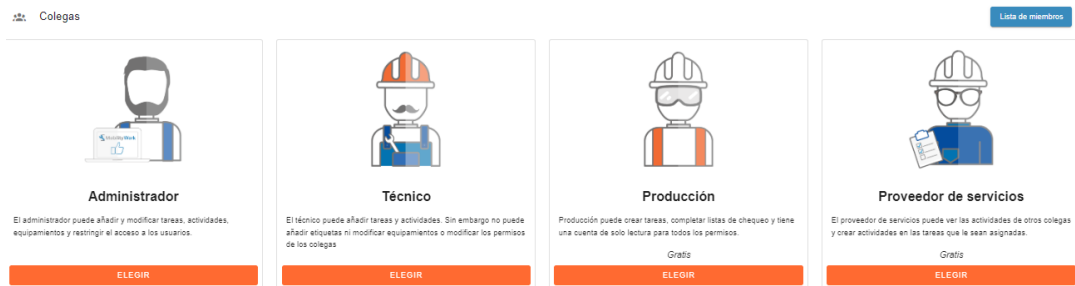 Colegas
Lista de miembros
MobilityWork
Administrador
El administrador puede añadir y modificar tareas, actividades,
equipamientos y restringir el acceso a los usuarios.
ELEGIR
Técnico
El técnico puede añadir tareas y actividades. Sin embargo no puede
añadir etiquetas ni modificar equipamientos o modificar los permisos
de los colegas
ELEGIR
Producción
Producción puede crear tareas, completar listas de chequeo y tiene
una cuenta de solo lectura para todos los permisos.
Gratis
ELEGIR
Proveedor de servicios
El proveedor de servicios puede ver las actividades de otros colegas
y crear actividades en las tareas que le sean asignadas.
Gratis
ELEGIR